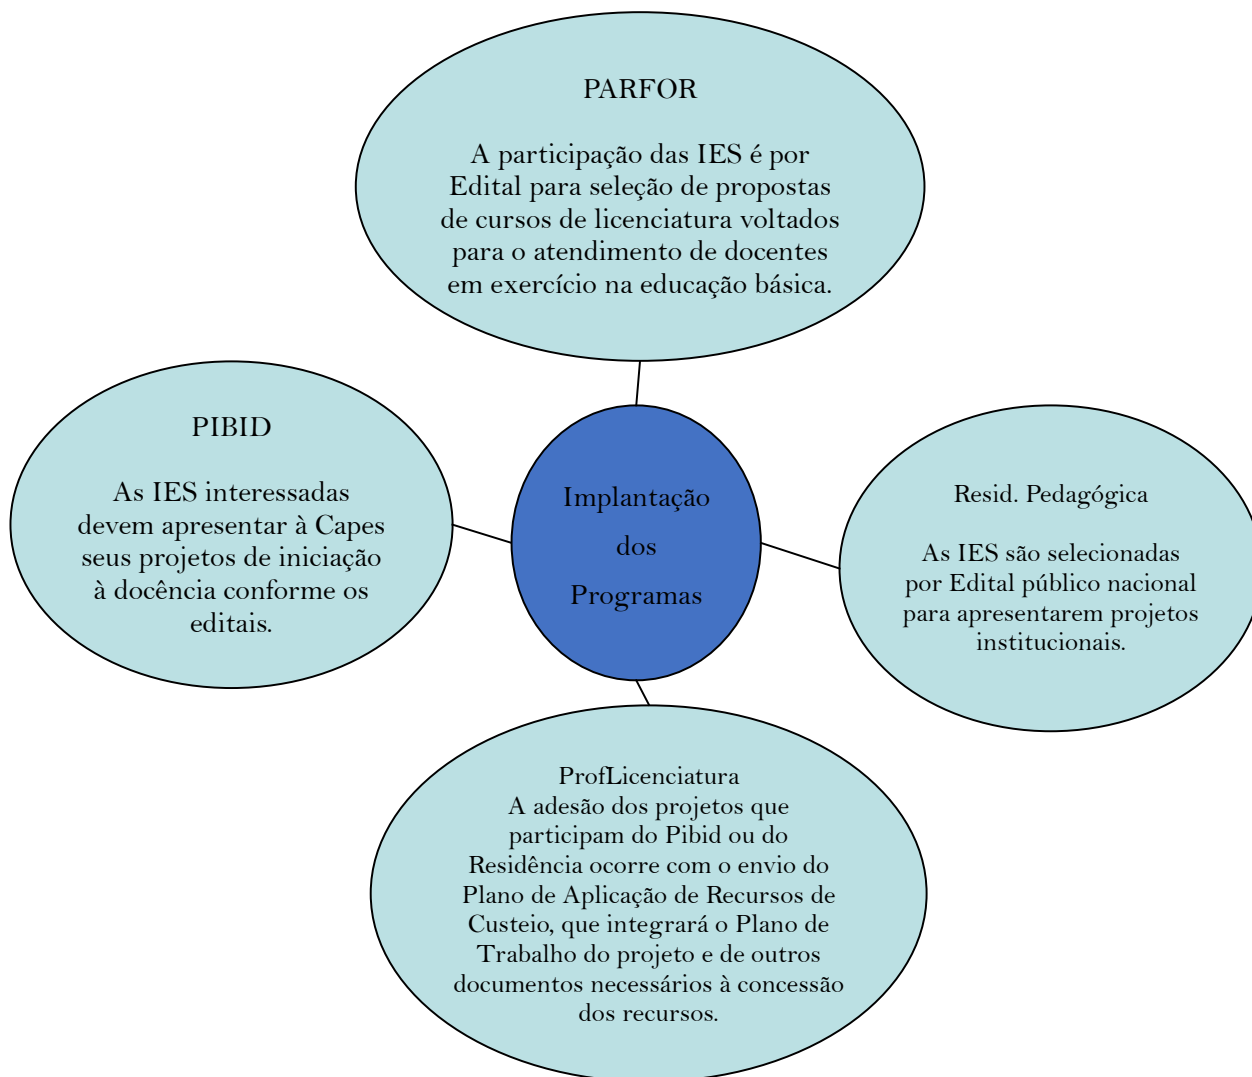 PARFOR
A participação das IES é por
Edital para seleção de propostas
de cursos de licenciatura voltados
para o atendimento de docentes
em exercício na educação básica.
PIBID
As IES interessadas
devem apresentar à Capes
seus projetos de iniciação
à docência conforme os
editais.
Implantação
dos
Programas
Resid. Pedagógica
As IES são selecionadas
por Edital público nacional
para apresentarem projetos
institucionais.
ProfLicenciatura
A adesão dos projetos que
participam do Pibid ou do
Residência ocorre com o envio do
Plano de Aplicação de Recursos de
Custeio, que integrará o Plano de
Trabalho do projeto e de outros
documentos necessários à concessão
dos recursos.